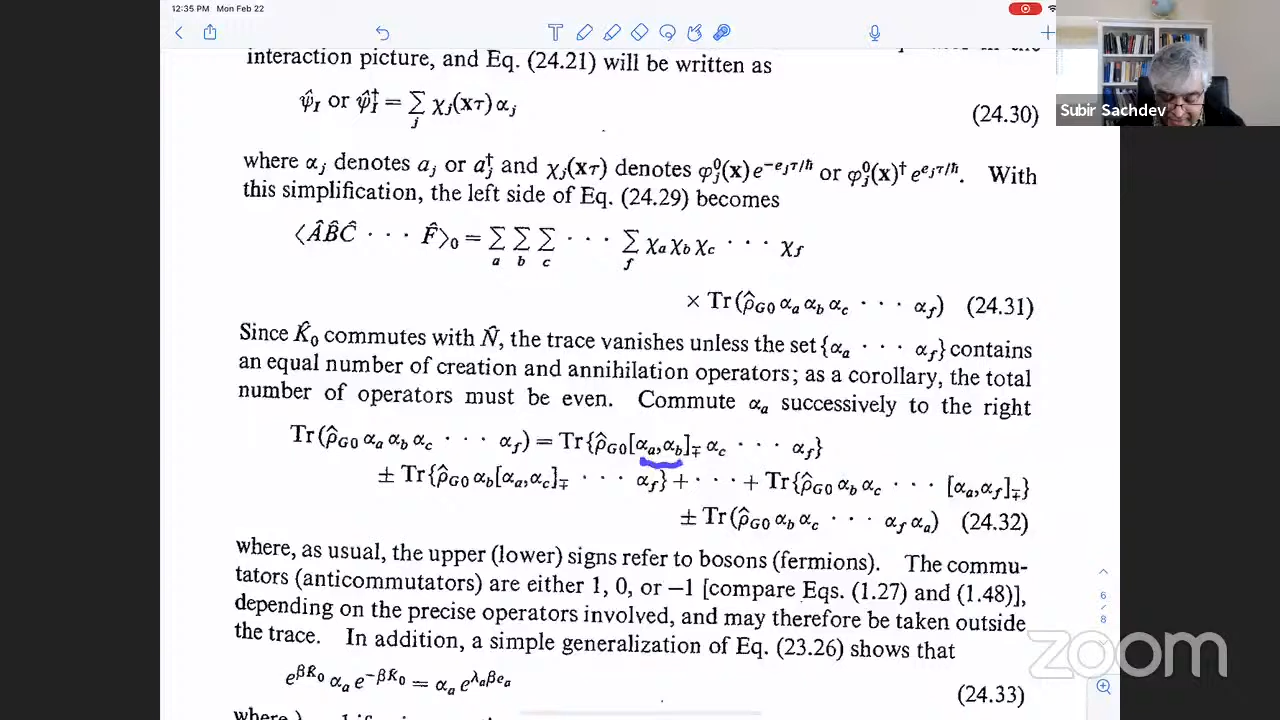 12:35 PM Mon Feb 22
interaction picture, and Eq. (24.21) will be written as
ψ̂_I or ψ̂_I† = Σ_j χ_j(xτ) α_j (24.30)
Subir Sachdev
where α_j denotes a_j or a_j† and χ_j(xτ) denotes φ_j⁰(x) e^{−e_jτ/ħ} or φ_j⁰(x)† e^{e_jτ/ħ}. With
this simplification, the left side of Eq. (24.29) becomes
⟨ÂB̂Ĉ · · · F̂⟩₀ = Σ_a Σ_b Σ_c · · · Σ_f χ_a χ_b χ_c · · · χ_f
× Tr(ρ̂_{G0} α_a α_b α_c · · · α_f) (24.31)
Since K̂₀ commutes with N̂, the trace vanishes unless the set {α_a · · · α_f} contains
an equal number of creation and annihilation operators; as a corollary, the total
number of operators must be even. Commute α_a successively to the right
Tr(ρ̂_{G0} α_a α_b α_c · · · α_f) = Tr{ρ̂_{G0}[α_a,α_b]_∓ α_c · · · α_f}
± Tr{ρ̂_{G0} α_b[α_a,α_c]_∓ · · · α_f} + · · · + Tr{ρ̂_{G0} α_b α_c · · · [α_a,α_f]_∓}
± Tr(ρ̂_{G0} α_b α_c · · · α_f α_a) (24.32)
where, as usual, the upper (lower) signs refer to bosons (fermions). The commu-
tators (anticommutators) are either 1, 0, or −1 [compare Eqs. (1.27) and (1.48)],
depending on the precise operators involved, and may therefore be taken outside
the trace. In addition, a simple generalization of Eq. (23.26) shows that
e^{βK̂₀} α_a e^{−βK̂₀} = α_a e^{λ_aβe_a} (24.33)
6
/
8
zoom